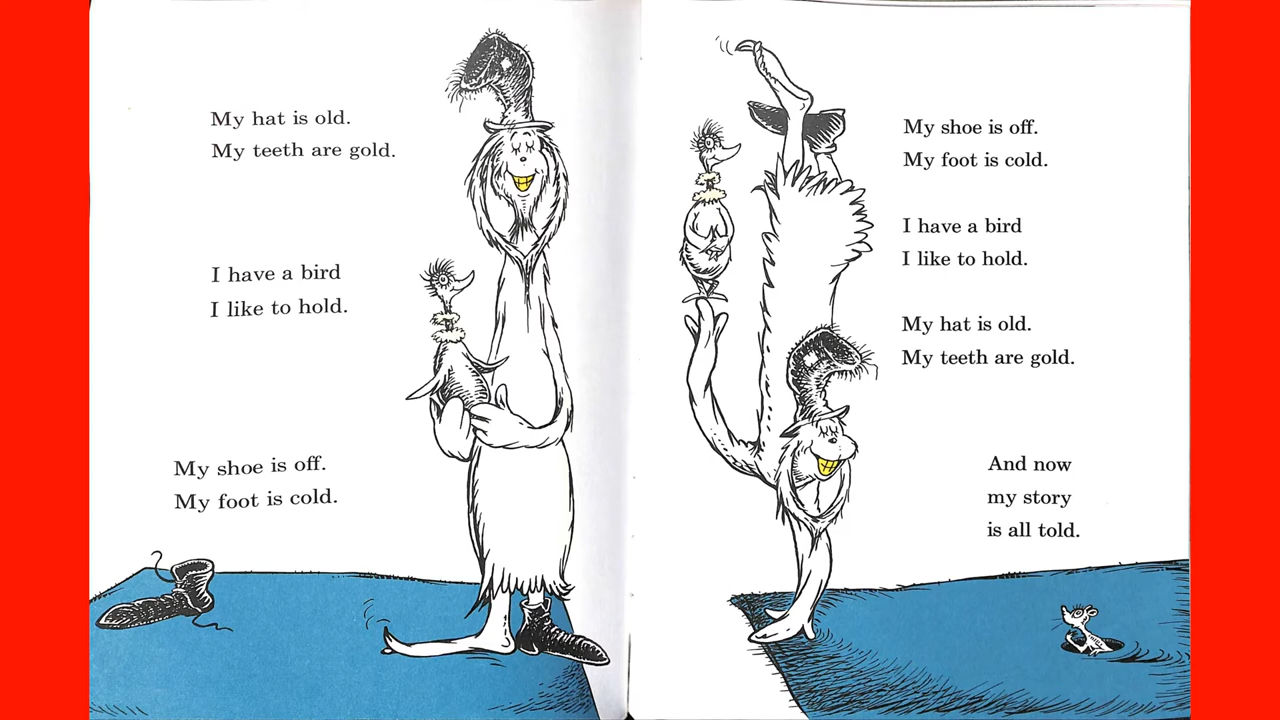 My hat is old.
My teeth are gold.
I have a bird
I like to hold.
My shoe is off.
My foot is cold.
My shoe is off.
My foot is cold.
I have a bird
I like to hold.
My hat is old.
My teeth are gold.
And now
my story
is all told.